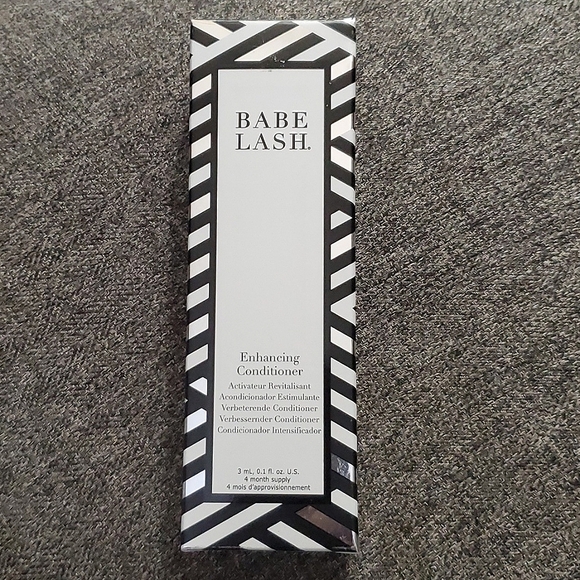 BABE
LASH.
Enhancing
Conditioner
Activateur Revitalisant
Acondicionador Estimulante
Verbeterende Conditioner
Verbessernder Conditioner
Condicionador Intensificador
3 mL, 0.1 fl. oz. U.S.
4 month supply
4 mois d'approvisionnement